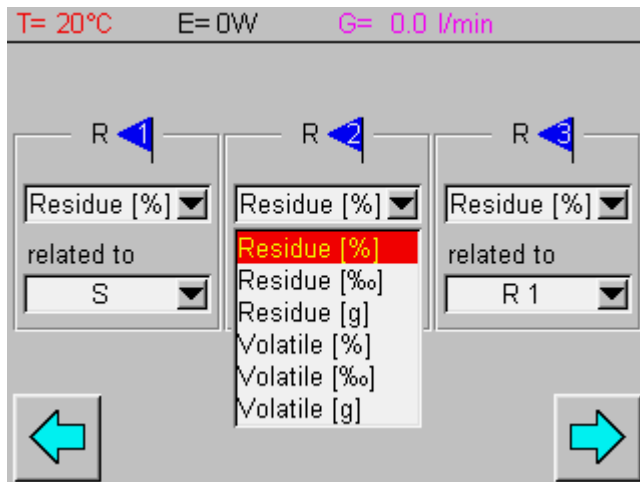 T= 20°C E= 0W G= 0.0 l/min
R 1
R 2
R 3
Residue [%]
related to
S
Residue [%]
Residue [%]
Residue [‰]
Residue [g]
Volatile [%]
Volatile [‰]
Volatile [g]
Residue [%]
related to
R 1